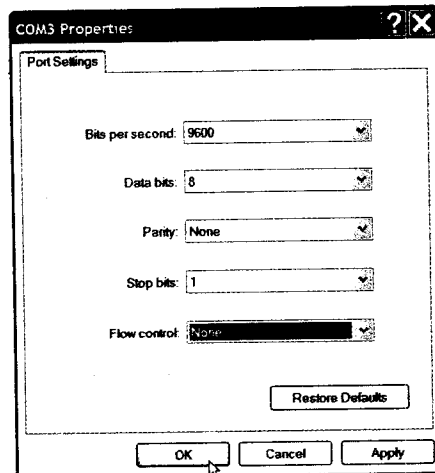 COM3 Properties
Port Settings
Bits per second: 9600
Data bits: 8
Parity: None
Stop bits: 1
Flow control: None
Restore Defaults
OK Cancel Apply